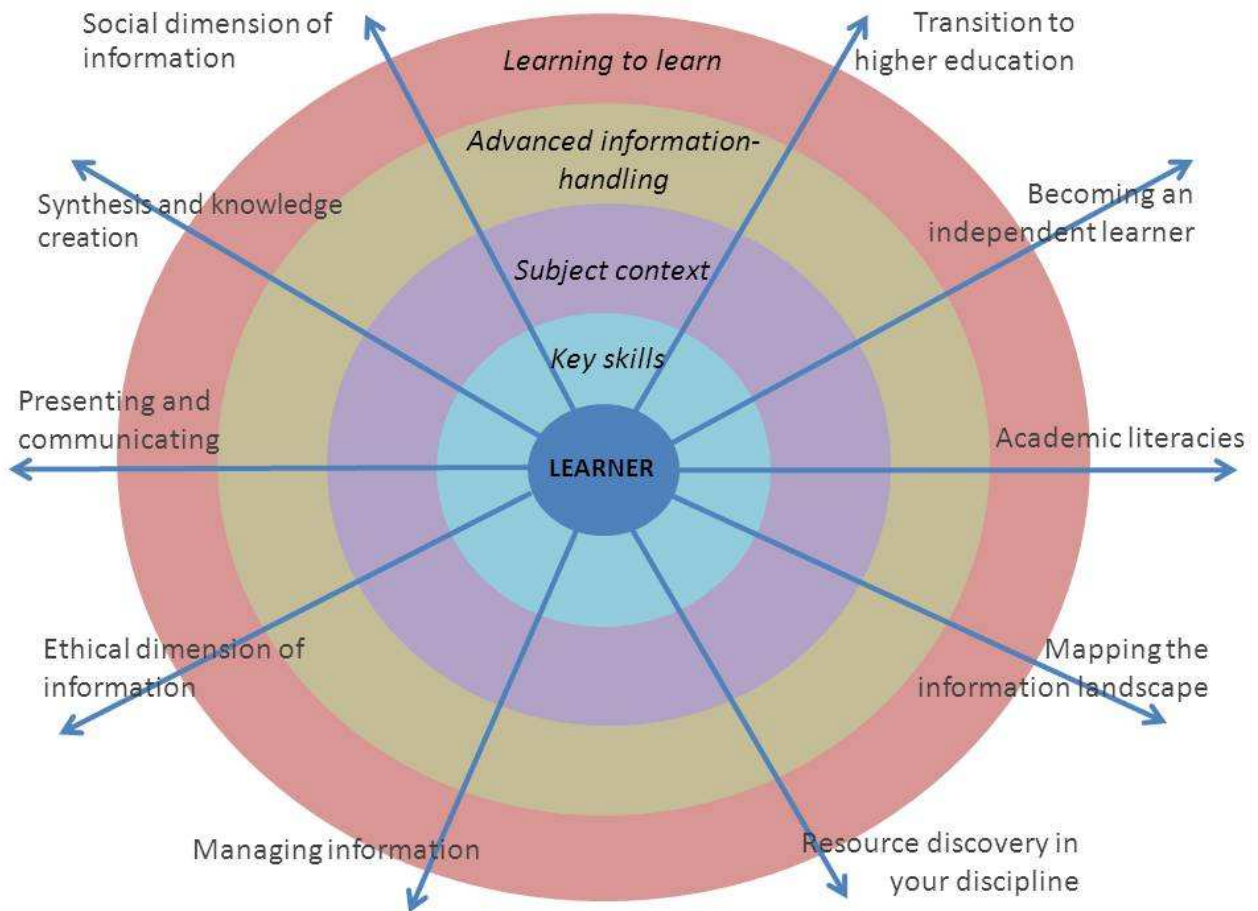 Social dimension of
information
Transition to
higher education
Learning to learn
Advanced information-
handling
Synthesis and knowledge
creation
Becoming an
independent learner
Subject context
Key skills
Presenting and
communicating
LEARNER
Academic literacies
Ethical dimension of
information
Mapping the
information landscape
Managing information
Resource discovery in
your discipline